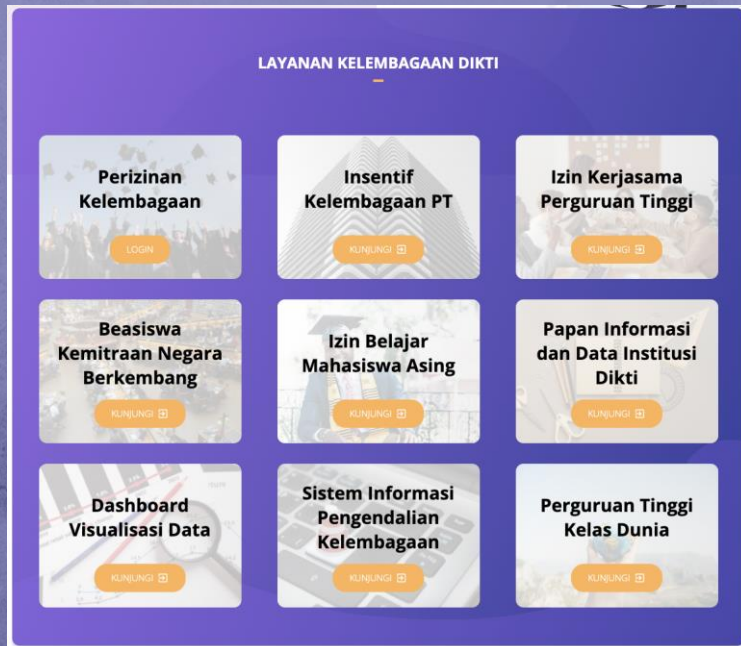 LAYANAN KELEMBAGAAN DIKTI
Perizinan
Kelembagaan
LOGIN
Insentif
Kelembagaan PT
KUNJUNGI
Izin Kerjasama
Perguruan Tinggi
KUNJUNGI
Beasiswa
Kemitraan Negara
Berkembang
KUNJUNGI
Izin Belajar
Mahasiswa Asing
KUNJUNGI
Papan Informasi
dan Data Institusi
Dikti
KUNJUNGI
Dashboard
Visualisasi Data
KUNJUNGI
Sistem Informasi
Pengendalian
Kelembagaan
KUNJUNGI
Perguruan Tinggi
Kelas Dunia
KUNJUNGI